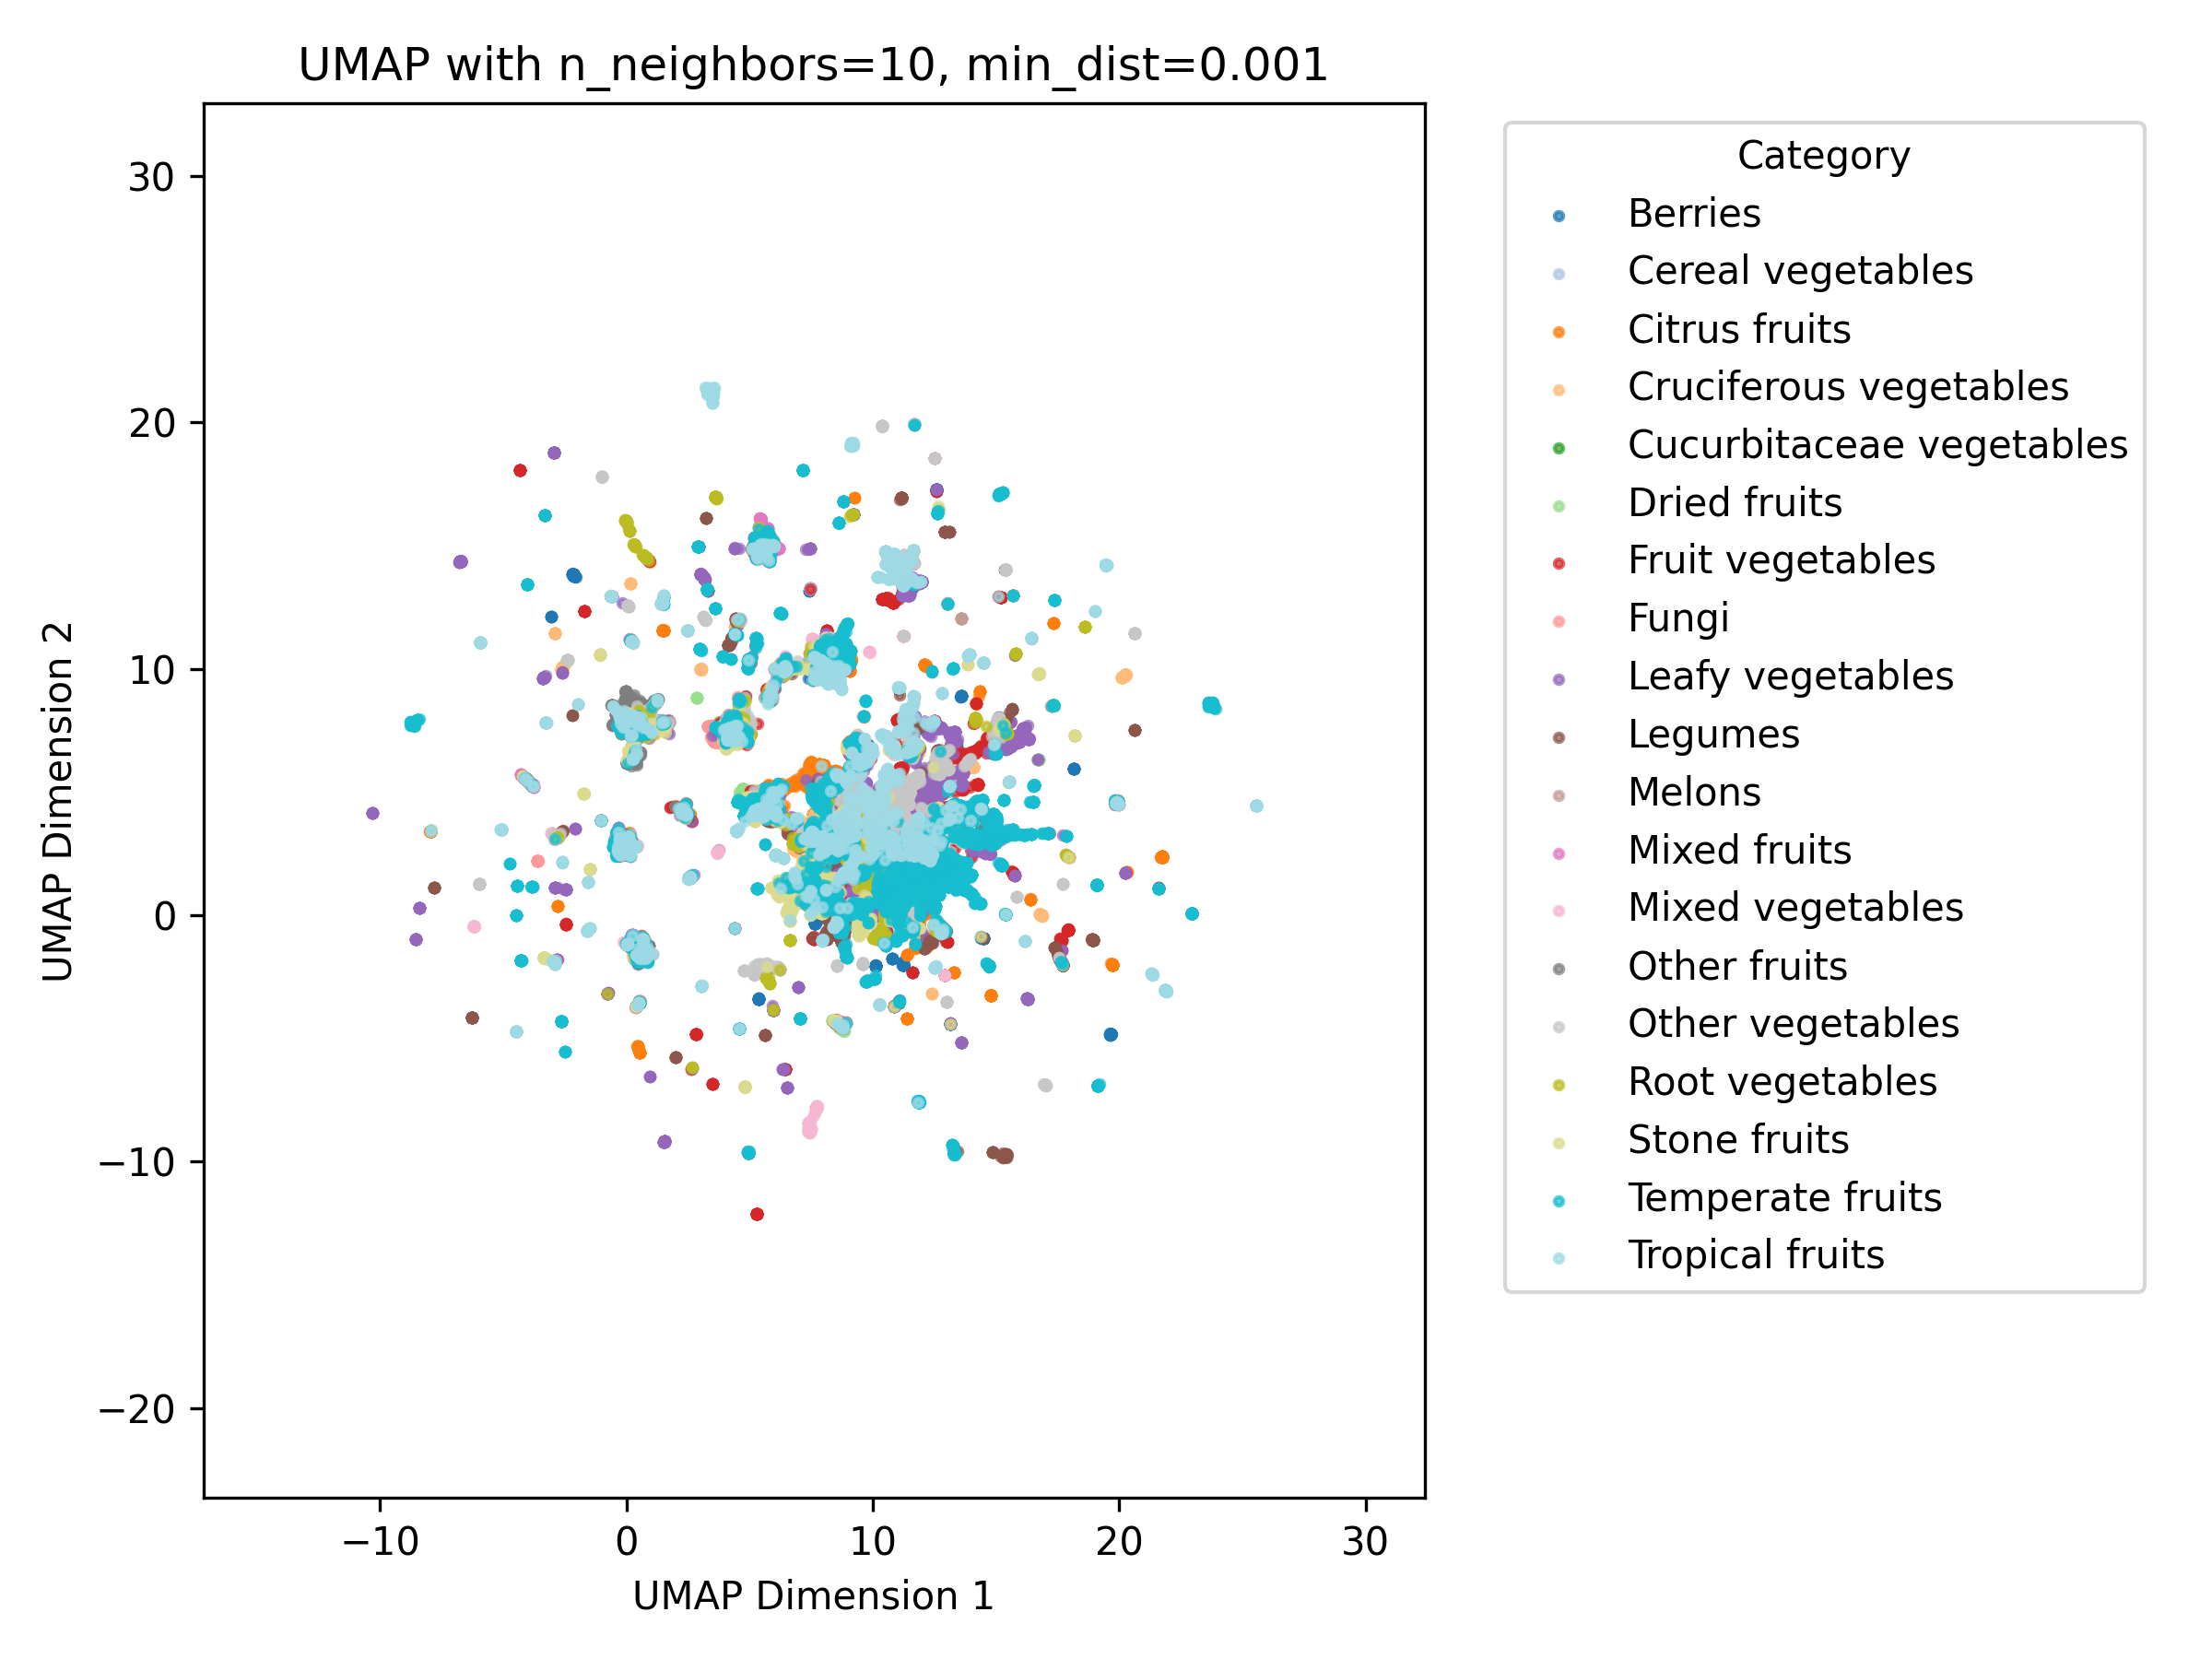 UMAP with n_neighbors=10, min_dist=0.001
UMAP Dimension 2
30
20
10
0
−10
−20
−10
0
10
20
30
UMAP Dimension 1
Category
Berries
Cereal vegetables
Citrus fruits
Cruciferous vegetables
Cucurbitaceae vegetables
Dried fruits
Fruit vegetables
Fungi
Leafy vegetables
Legumes
Melons
Mixed fruits
Mixed vegetables
Other fruits
Other vegetables
Root vegetables
Stone fruits
Temperate fruits
Tropical fruits